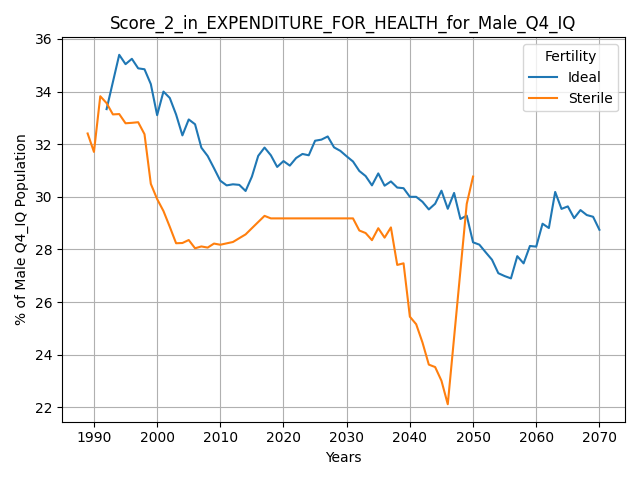 Score_2_in_EXPENDITURE_FOR_HEALTH_for_Male_Q4_IQ
% of Male Q4_IQ Population
36
34
32
30
28
26
24
22
Fertility
Ideal
Sterile
1990 2000 2010 2020 2030 2040 2050 2060 2070
Years